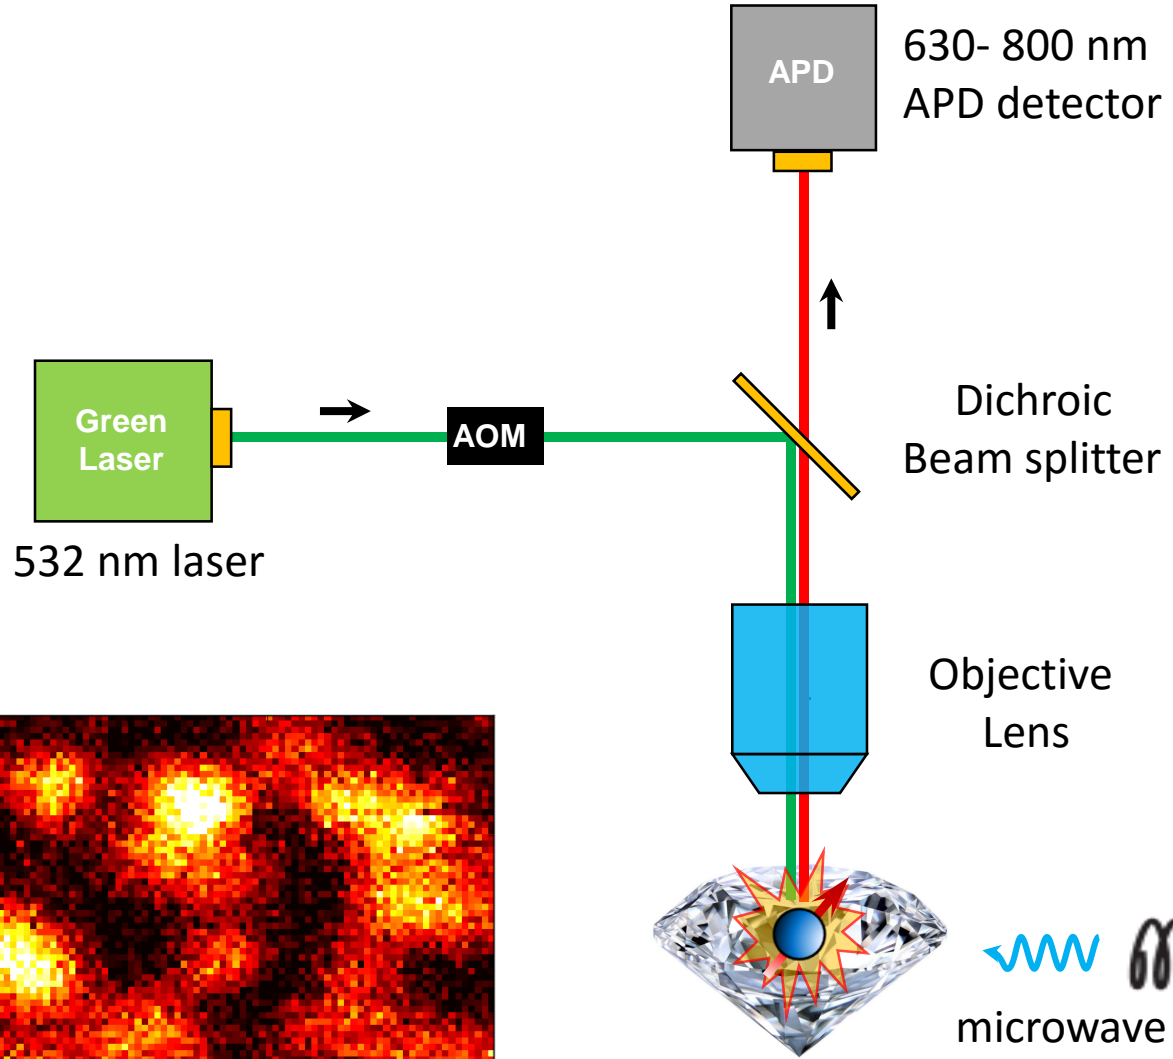 APD
630- 800 nm
APD detector
Green
Laser
AOM
Dichroic
Beam splitter
532 nm laser
Objective
Lens
microwave